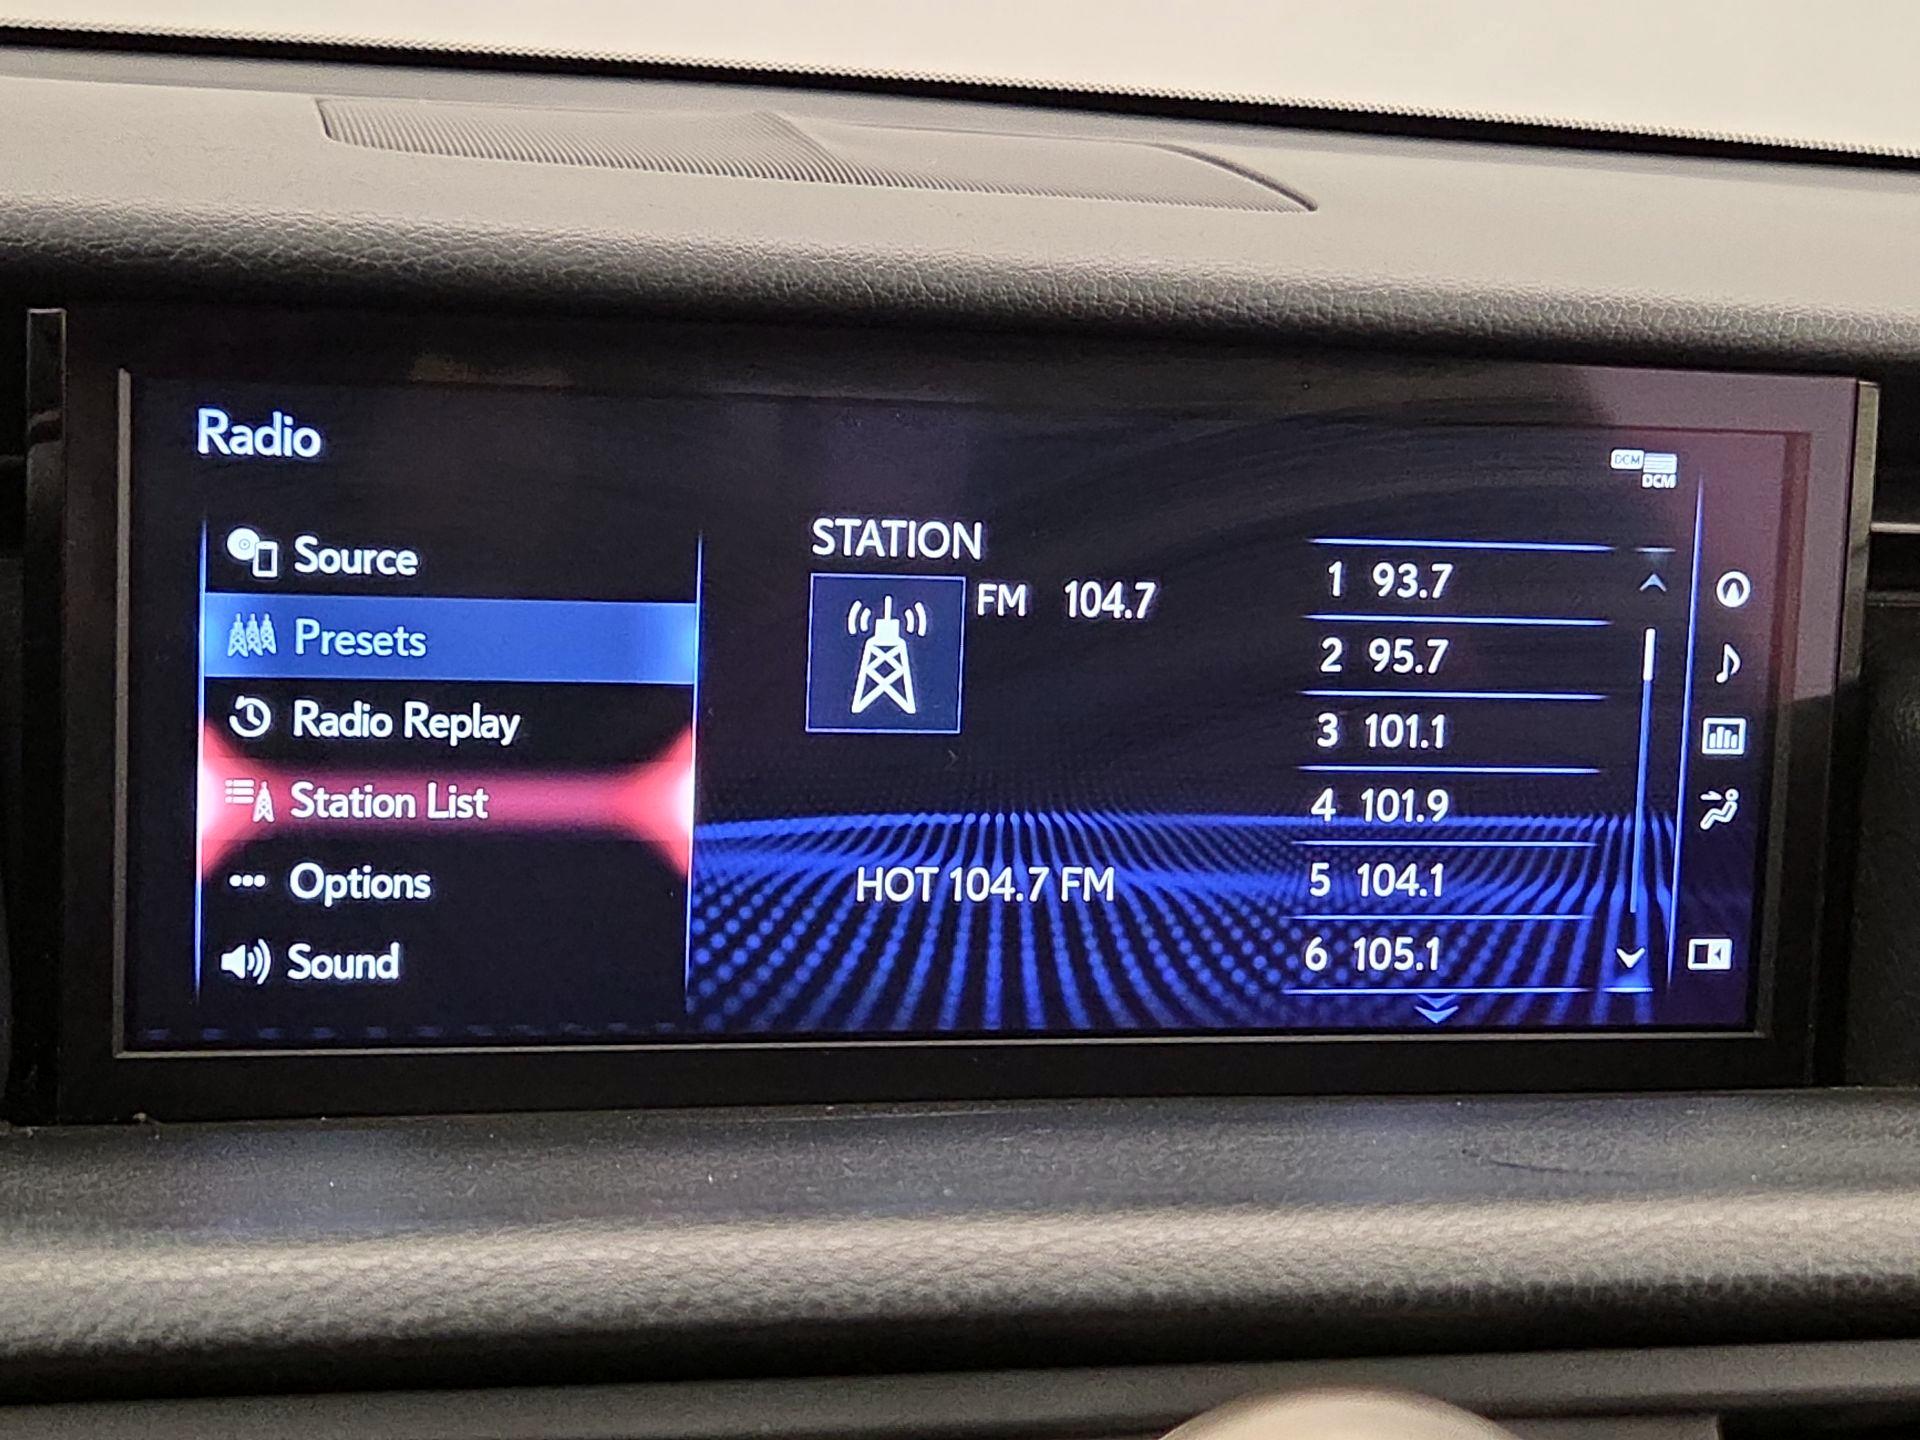 Radio
DCM
DCM
Source
Presets
Radio Replay
Station List
Options
Sound
STATION
FM 104.7
HOT 104.7 FM
1 93.7
2 95.7
3 101.1
4 101.9
5 104.1
6 105.1